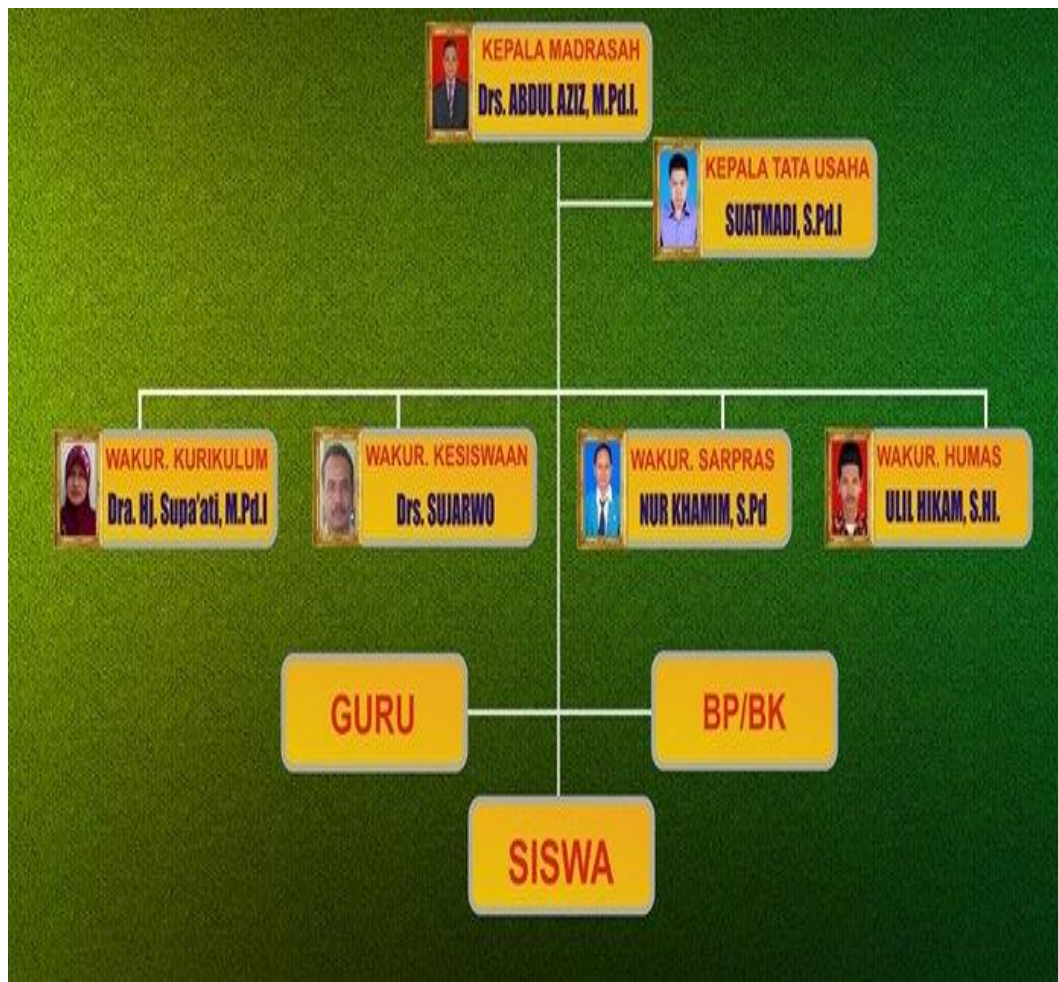 KEPALA MADRASAH
Drs. ABDUL AZIZ, M.Pd.I.
KEPALA TATA USAHA
SUATMADI, S.Pd.I
WAKUR. KURIKULUM
Dra. Hj. Supa'ati, M.Pd.I
WAKUR. KESISWAAN
Drs. SUJARWO
WAKUR. SARPRAS
NUR KHAMIM, S.Pd
WAKUR. HUMAS
ULIL HIKAM, S.HI.
GURU
BP/BK
SISWA